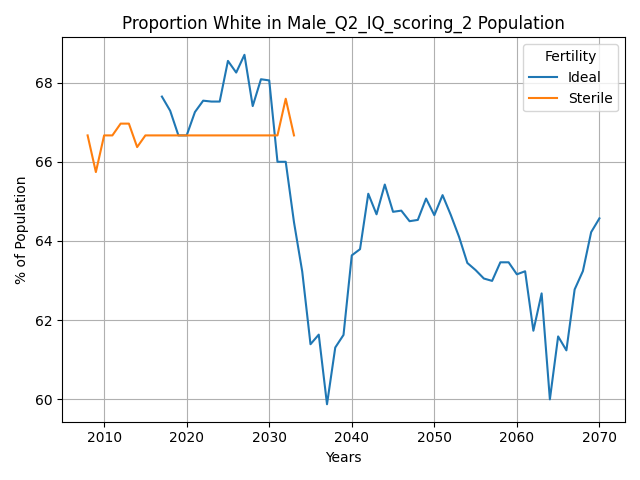 Proportion White in Male_Q2_IQ_scoring_2 Population
Fertility
Ideal
Sterile
% of Population
68
66
64
62
60
2010 2020 2030 2040 2050 2060 2070
Years